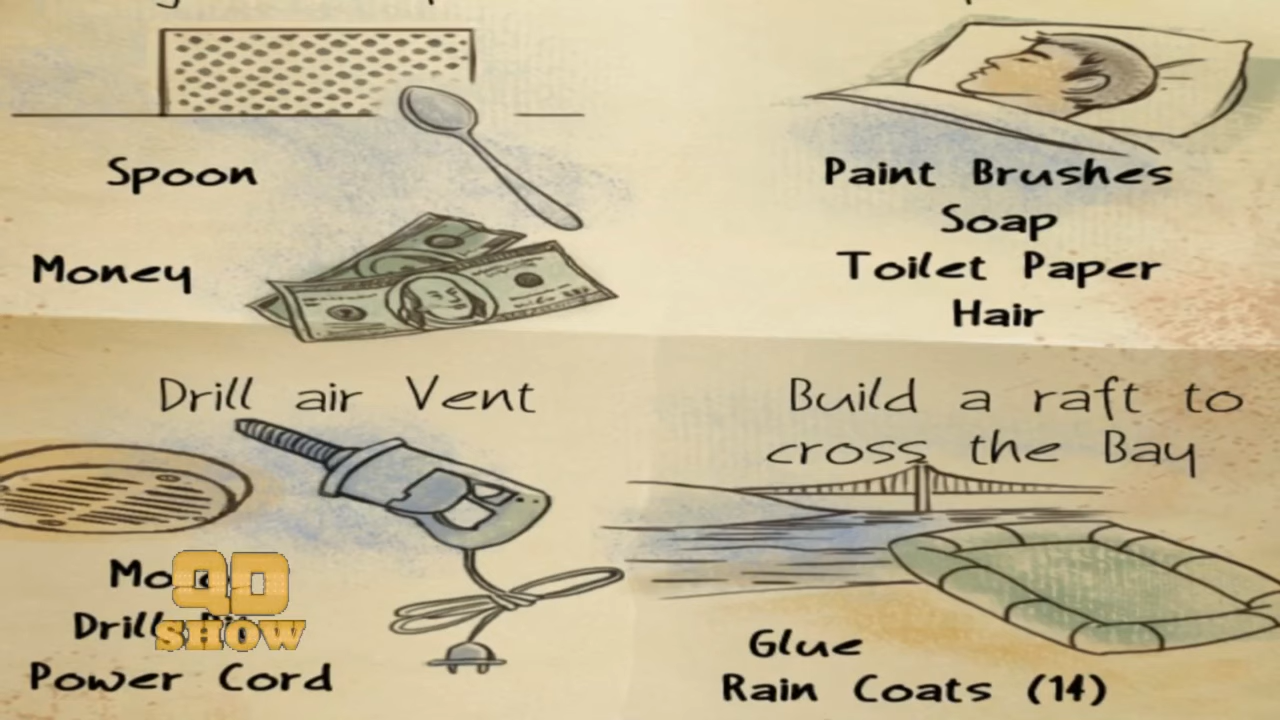 Spoon
Money
Paint Brushes
Soap
Toilet Paper
Hair
Drill air Vent
Build a raft to
cross the Bay
Drill
Power Cord
Glue
Rain Coats (14)
QD
SHOW